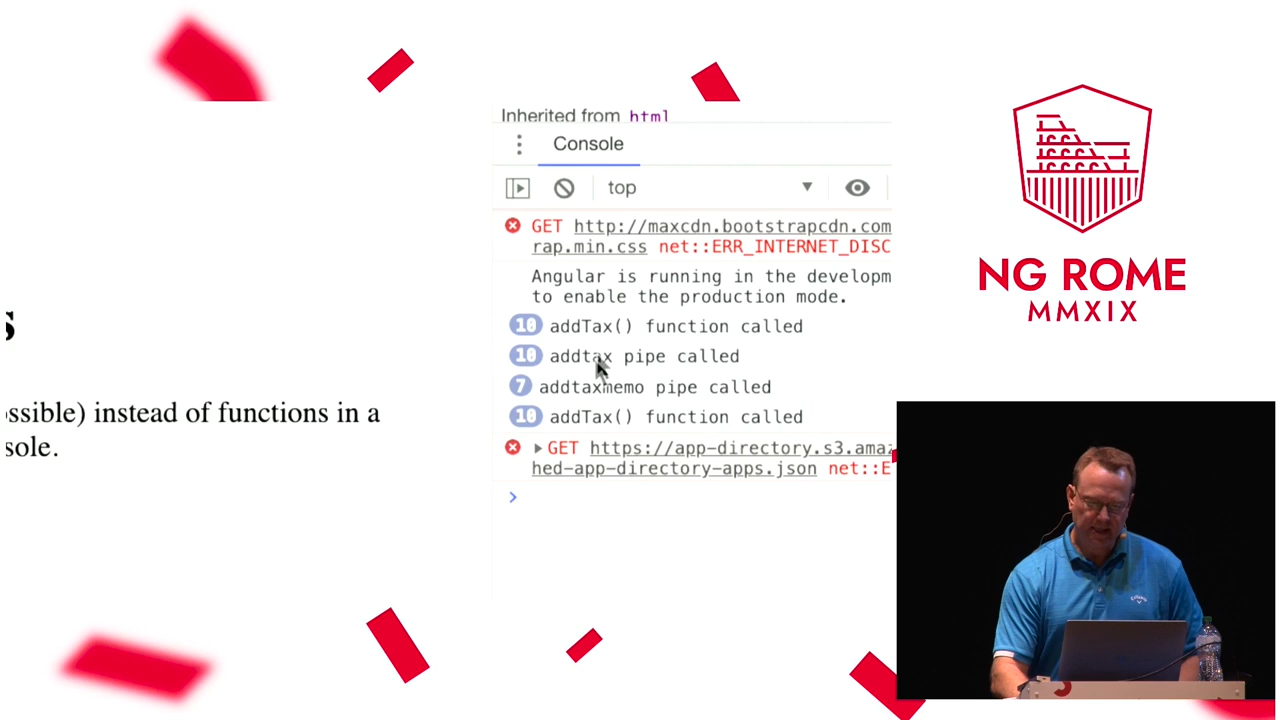 Inherited from html
Console
top
GET http://maxcdn.bootstrapcdn.com
rap.min.css net::ERR_INTERNET_DISC
Angular is running in the developm
to enable the production mode.
10 addTax() function called
10 addtax pipe called
7 addtaxmemo pipe called
10 addTax() function called
GET https://app-directory.s3.amaz
hed-app-directory-apps.json net::E
s
ossible) instead of functions in a
sole.
NG ROME
MMXIX